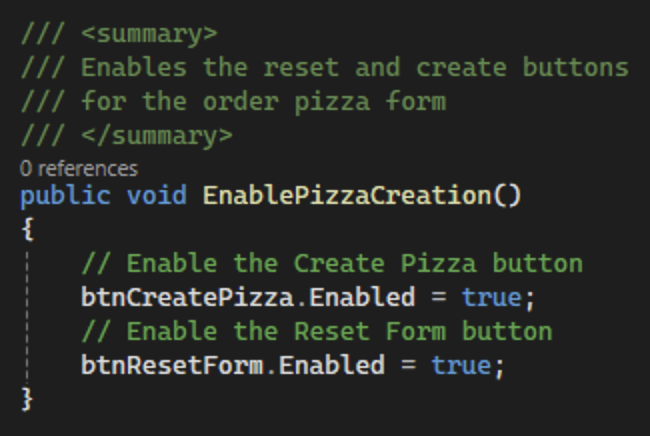 /// <summary>
/// Enables the reset and create buttons
/// for the order pizza form
/// </summary>
0 references
public void EnablePizzaCreation()
{
// Enable the Create Pizza button
btnCreatePizza.Enabled = true;
// Enable the Reset Form button
btnResetForm.Enabled = true;
}